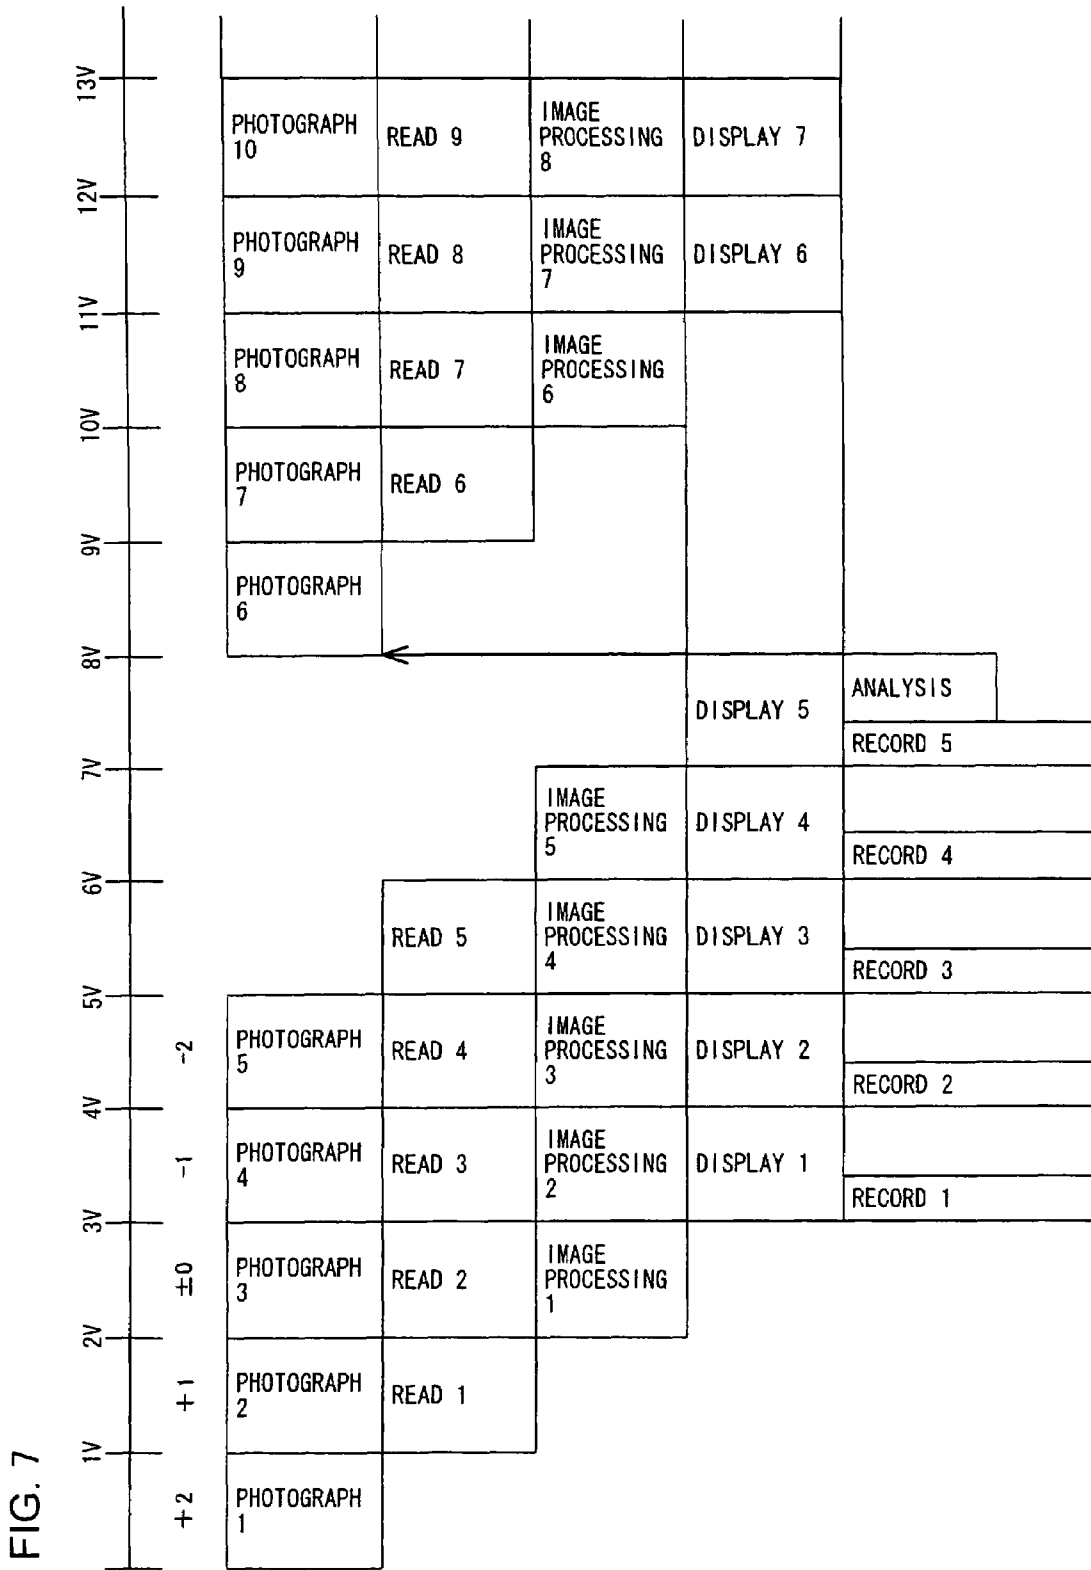 FIG. 7
13V
PHOTOGRAPH
10
READ 9
IMAGE
PROCESSING
8
DISPLAY 7
12V
PHOTOGRAPH
9
READ 8
IMAGE
PROCESSING
7
DISPLAY 6
11V
PHOTOGRAPH
8
READ 7
IMAGE
PROCESSING
6
10V
PHOTOGRAPH
7
READ 6
9V
PHOTOGRAPH
6
8V
DISPLAY 5
ANALYSIS
RECORD 5
7V
IMAGE
PROCESSING
5
DISPLAY 4
RECORD 4
6V
READ 5
IMAGE
PROCESSING
4
DISPLAY 3
RECORD 3
5V
-2
PHOTOGRAPH
5
READ 4
IMAGE
PROCESSING
3
DISPLAY 2
RECORD 2
4V
-1
PHOTOGRAPH
4
READ 3
IMAGE
PROCESSING
2
DISPLAY 1
RECORD 1
3V
±0
PHOTOGRAPH
3
READ 2
IMAGE
PROCESSING
1
2V
+1
PHOTOGRAPH
2
READ 1
1V
+2
PHOTOGRAPH
1